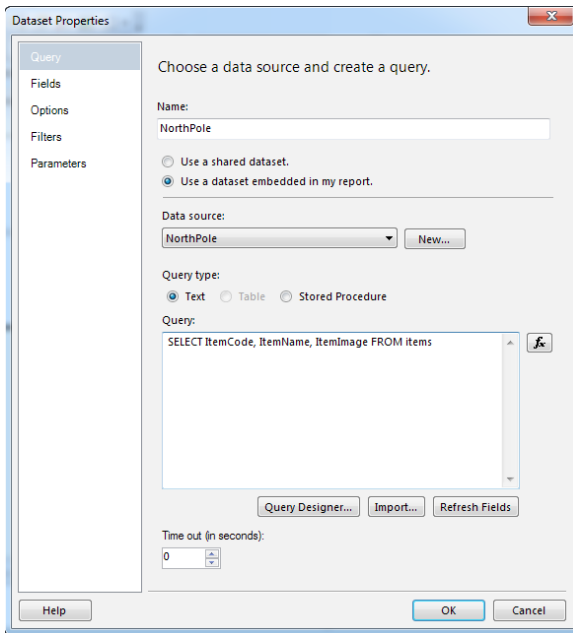 Dataset Properties
Query
Fields
Options
Filters
Parameters
Choose a data source and create a query.
Name:
NorthPole
Use a shared dataset.
Use a dataset embedded in my report.
Data source:
NorthPole
New...
Query type:
Text Table Stored Procedure
Query:
SELECT ItemCode, ItemName, ItemImage FROM items
fx
Query Designer... Import... Refresh Fields
Time out (in seconds):
0
Help OK Cancel